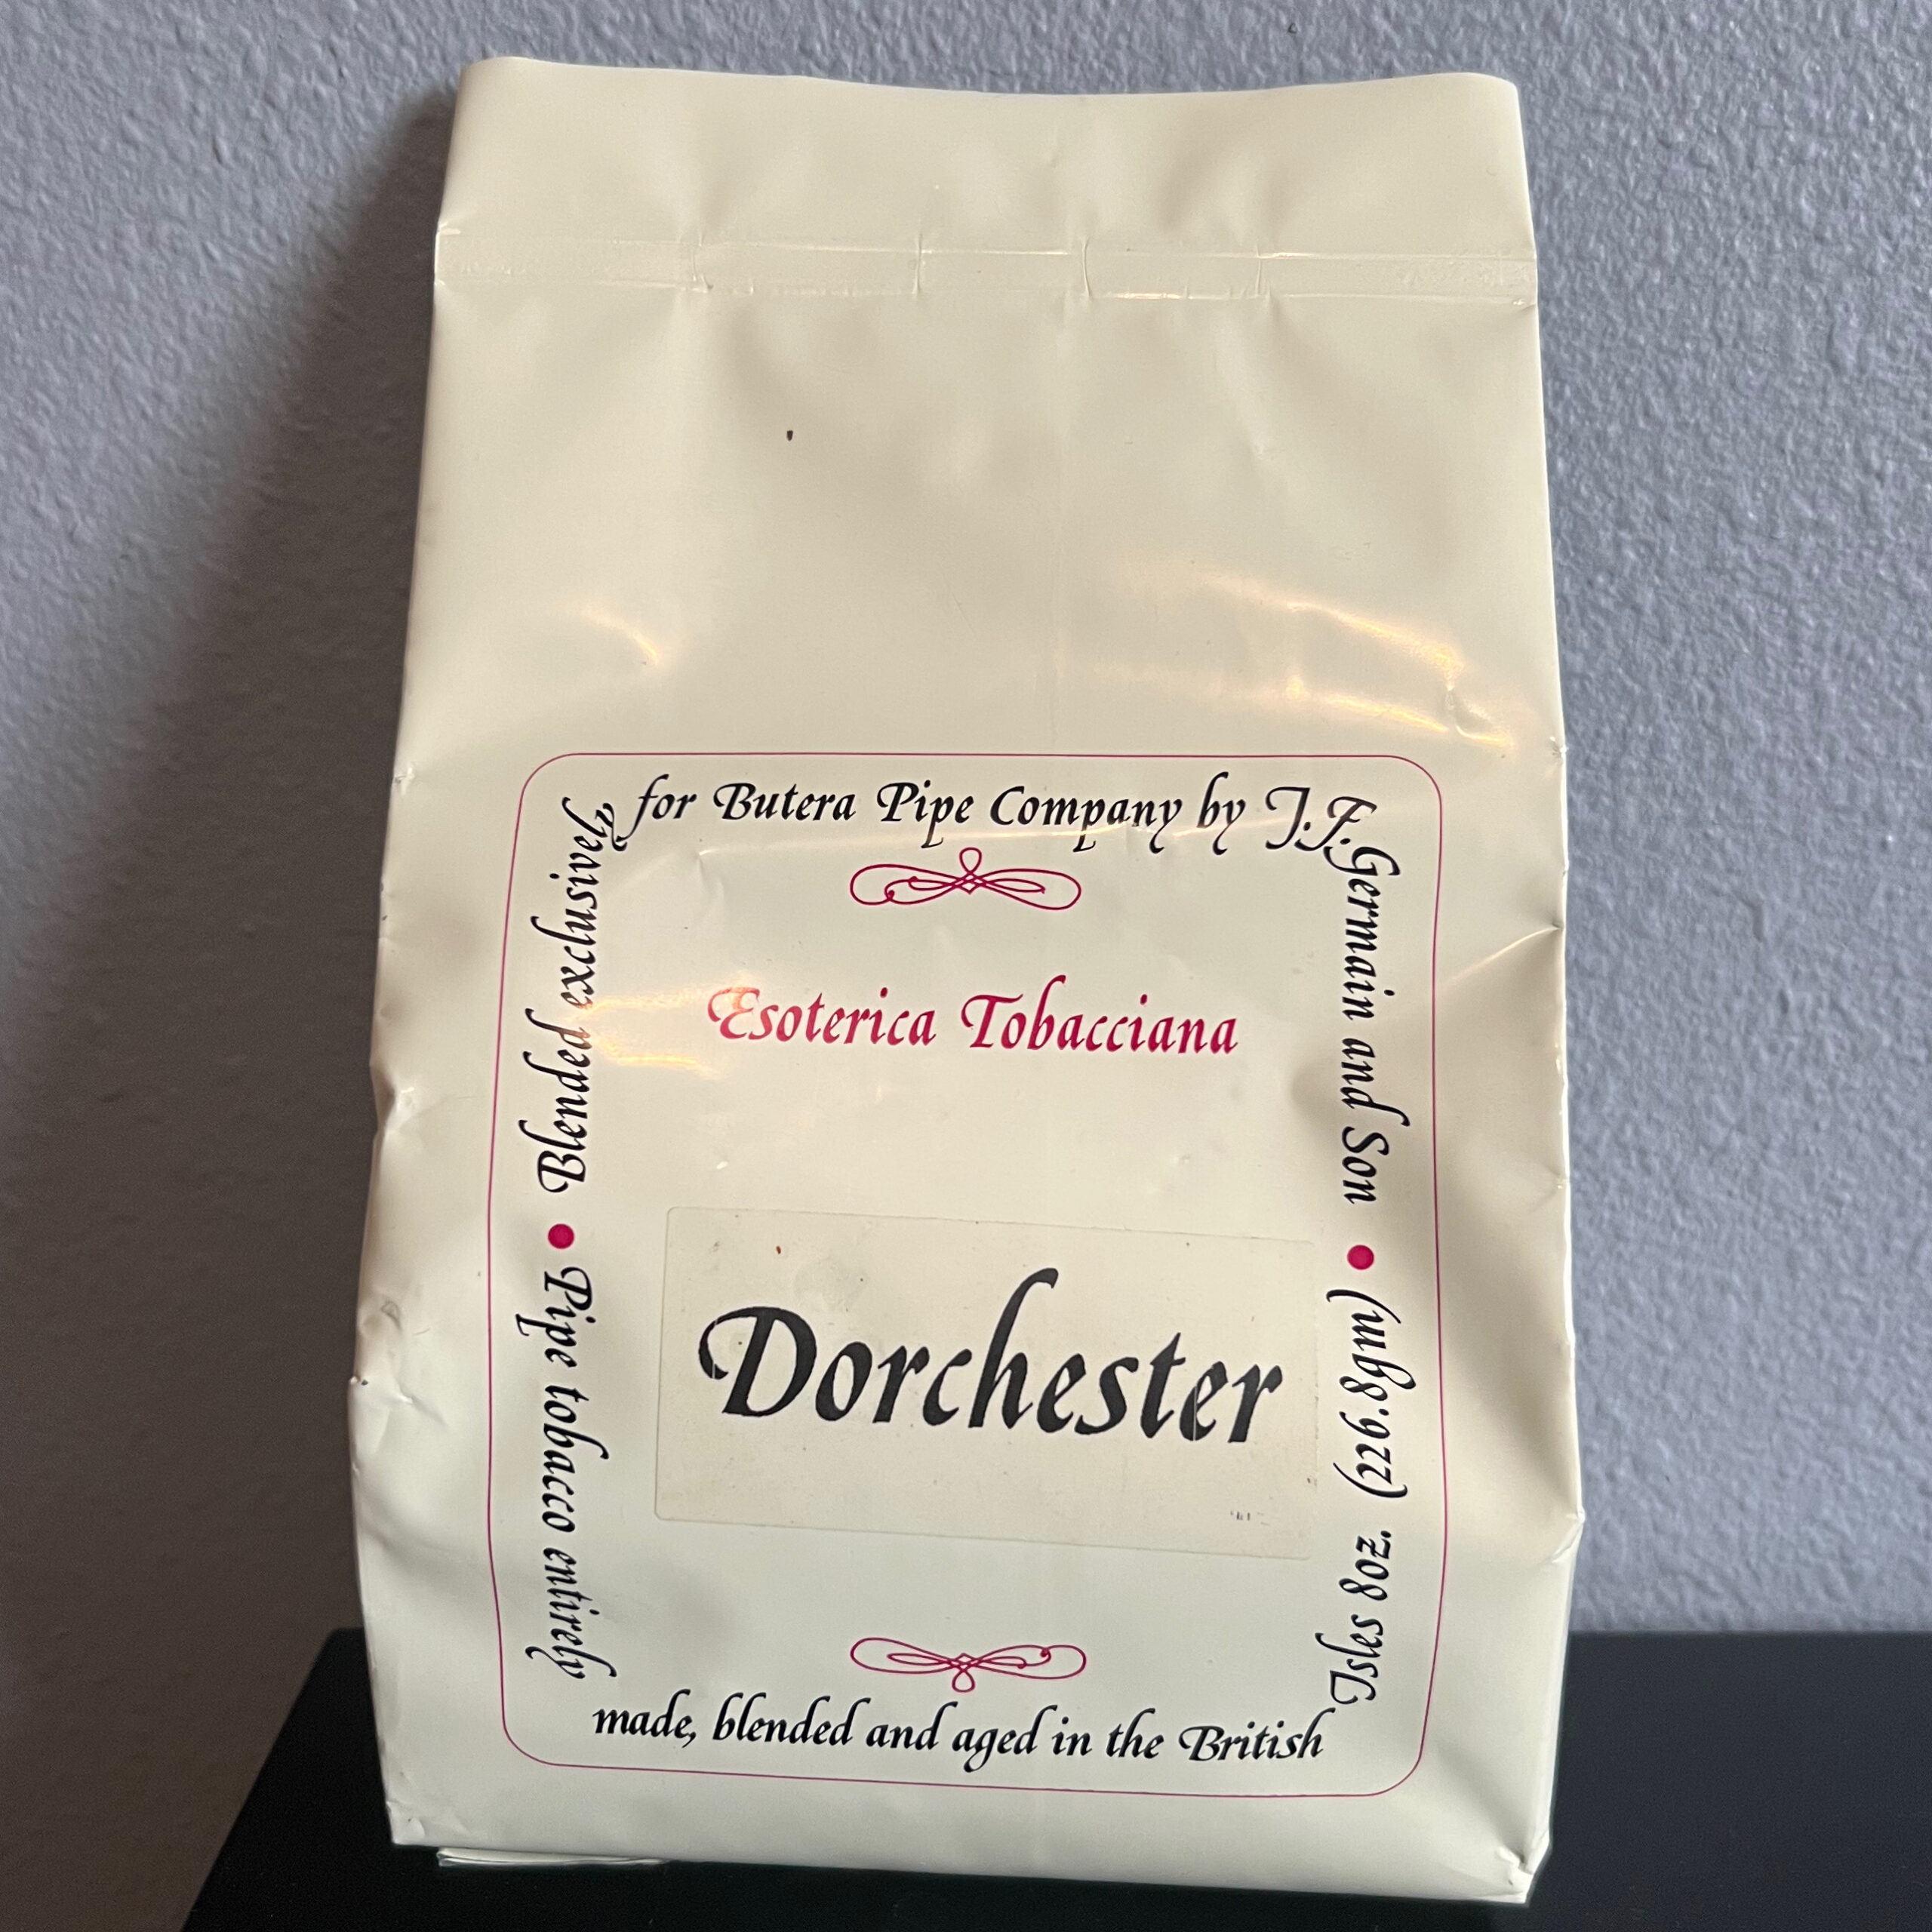 Blended exclusively
for Butera Pipe Company by J.F.Germain and Son
Esoterica Tobacciana
Dorchester
Pipe tobacco entirely
made, blended and aged in the British
Isles 8oz. (226.8gm)